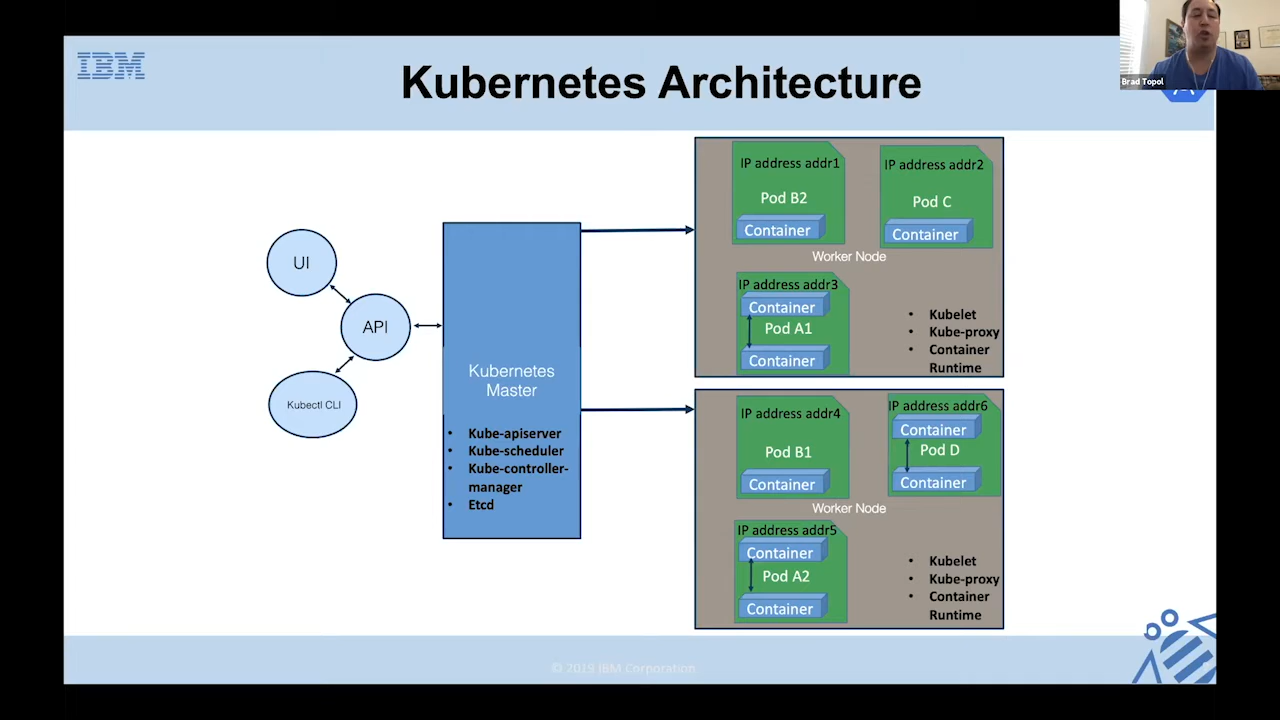 IBM
Kubernetes Architecture
Brad Topol
UI
API
Kubectl CLI
Kubernetes
Master
• Kube-apiserver
• Kube-scheduler
• Kube-controller-
manager
• Etcd
IP address addr1
Pod B2
Container
IP address addr2
Pod C
Container
Worker Node
IP address addr3
Container
Pod A1
Container
• Kubelet
• Kube-proxy
• Container
Runtime
IP address addr4
Pod B1
Container
IP address addr6
Container
Pod D
Container
Worker Node
IP address addr5
Container
Pod A2
Container
• Kubelet
• Kube-proxy
• Container
Runtime
© 2019 IBM Corporation